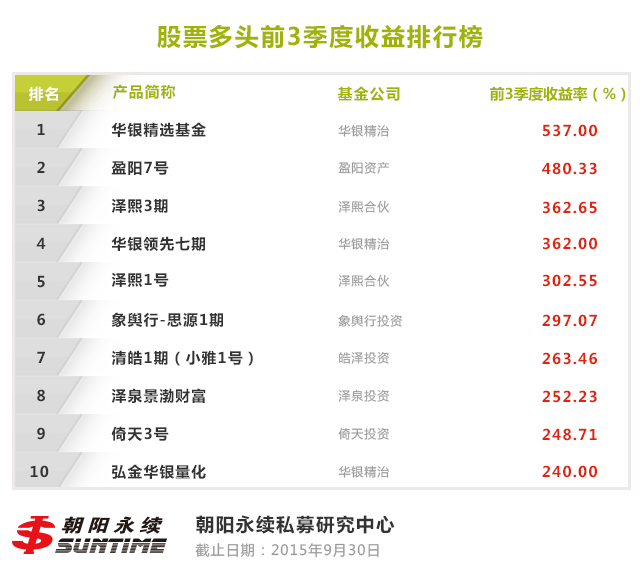 股票多头前3季度收益排行榜
排名 产品简称 基金公司 前3季度收益率（%）
1 华银精选基金 华银精治 537.00
2 盈阳7号 盈阳资产 480.33
3 泽熙3期 泽熙合伙 362.65
4 华银领先七期 华银精治 362.00
5 泽熙1号 泽熙合伙 302.55
6 象舆行-思源1期 象舆行投资 297.07
7 清皓1期（小雅1号） 皓泽投资 263.46
8 泽泉景渤财富 泽泉投资 252.23
9 倚天3号 倚天投资 248.71
10 弘金华银量化 华银精治 240.00
朝阳永续 朝阳永续私募研究中心
SUNTIME 截止日期：2015年9月30日